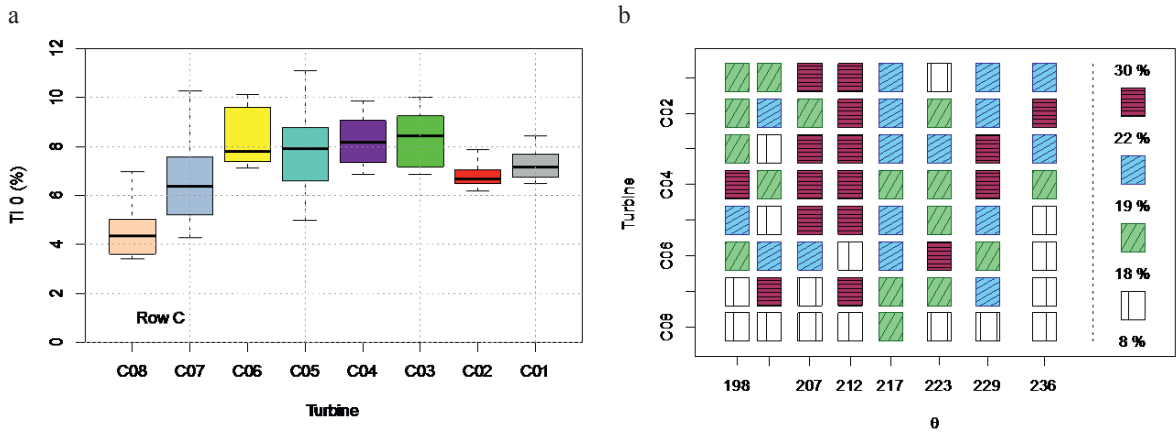 a
b
TI 0 (%)
12
10
8
6
4
2
0
Row C
C08 C07 C06 C05 C04 C03 C02 C01
Turbine
Turbine
C02
C04
C06
C08
198 207 212 217 223 229 236
θ
30 %
22 %
19 %
18 %
8 %